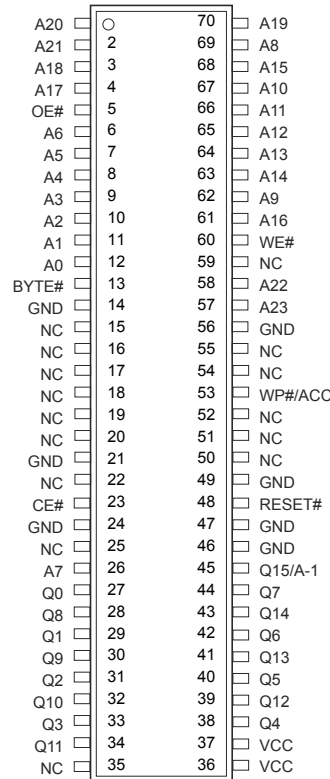 A20 70 A19
A21 2 69 A8
A18 3 68 A15
A17 4 67 A10
OE# 5 66 A11
A6 6 65 A12
A5 7 64 A13
A4 8 63 A14
A3 9 62 A9
A2 10 61 A16
A1 11 60 WE#
A0 12 59 NC
BYTE# 13 58 A22
GND 14 57 A23
NC 15 56 GND
NC 16 55 NC
NC 17 54 NC
NC 18 53 WP#/ACC
NC 19 52 NC
NC 20 51 NC
GND 21 50 NC
NC 22 49 GND
CE# 23 48 RESET#
GND 24 47 GND
NC 25 46 GND
A7 26 45 Q15/A-1
Q0 27 44 Q7
Q8 28 43 Q14
Q1 29 42 Q6
Q9 30 41 Q13
Q2 31 40 Q5
Q10 32 39 Q12
Q3 33 38 Q4
Q11 34 37 VCC
NC 35 36 VCC